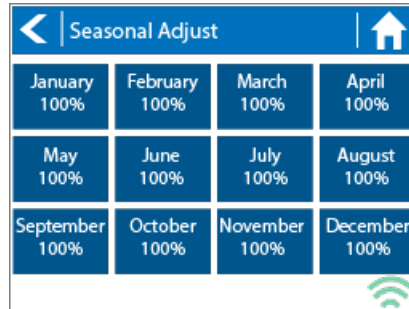 Seasonal Adjust
January
100%
February
100%
March
100%
April
100%
May
100%
June
100%
July
100%
August
100%
September
100%
October
100%
November
100%
December
100%